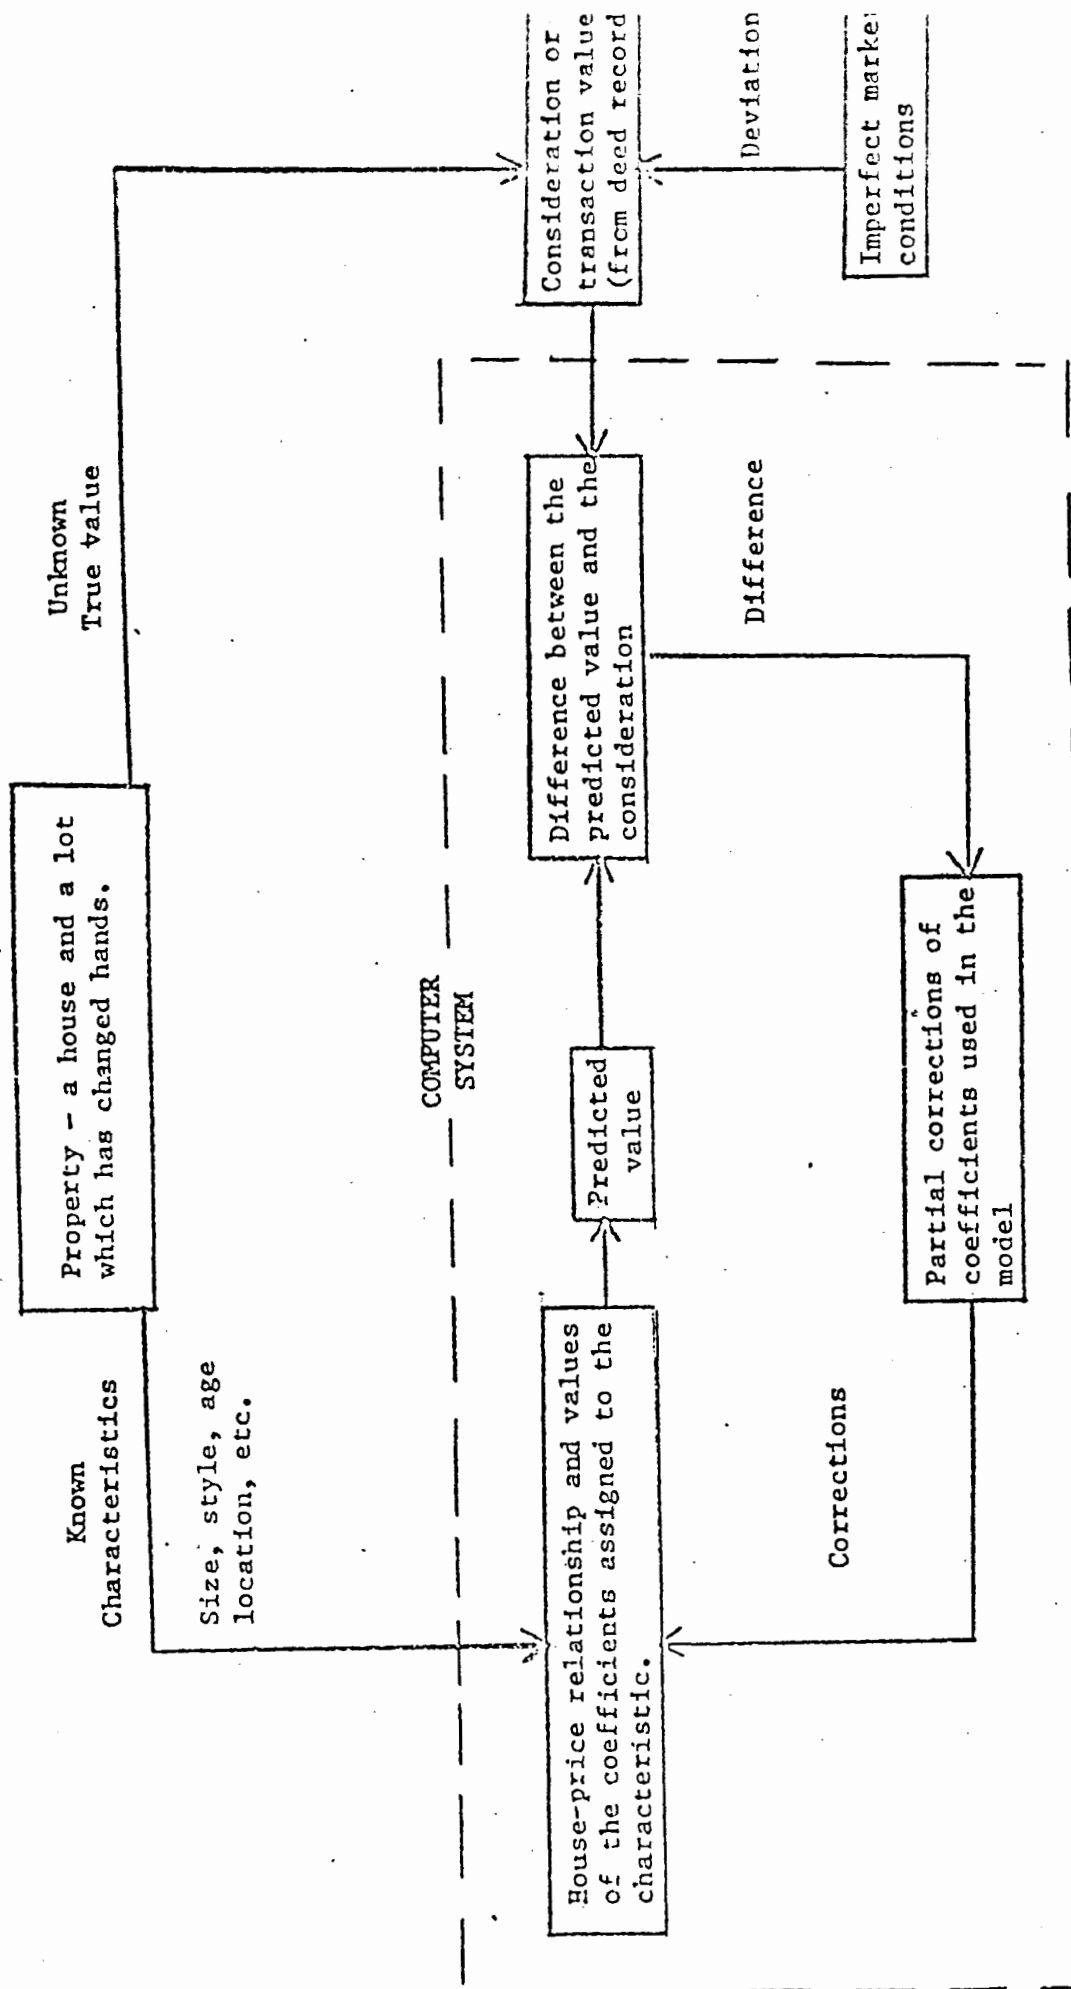 Property - a house and a lot
which has changed hands.
Known
Characteristics
Size, style, age
location, etc.
Unknown
True value
COMPUTER
SYSTEM
House-price relationship and values
of the coefficients assigned to the
characteristic.
Predicted
value
Difference between the
predicted value and the
consideration
Consideration or
transaction value
(from deed record
Corrections
Difference
Deviation
Partial corrections of
coefficients used in the
model
Imperfect marke
conditions